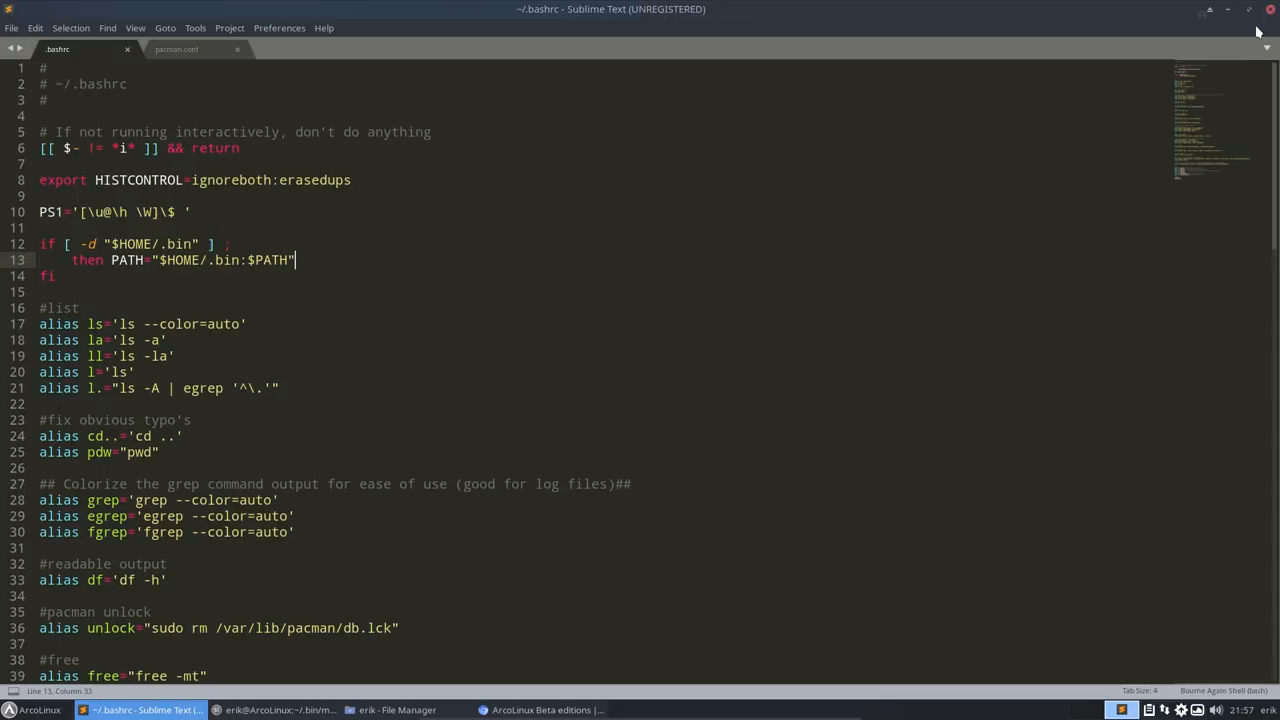 ~/.bashrc - Sublime Text (UNREGISTERED)
File Edit Selection Find View Goto Tools Project Preferences Help
.bashrc × pacman.conf ×
1 #
2 # ~/.bashrc
3 #
4
5 # If not running interactively, don't do anything
6 [[ $- != *i* ]] && return
7
8 export HISTCONTROL=ignoreboth:erasedups
9
10 PS1='[\u@\h \W]\$ '
11
12 if [ -d "$HOME/.bin" ] ;
13 then PATH="$HOME/.bin:$PATH"
14 fi
15
16 #list
17 alias ls='ls --color=auto'
18 alias la='ls -a'
19 alias ll='ls -la'
20 alias l='ls'
21 alias l.="ls -A | egrep '^\.'"
22
23 #fix obvious typo's
24 alias cd..='cd ..'
25 alias pdw="pwd"
26
27 ## Colorize the grep command output for ease of use (good for log files)##
28 alias grep='grep --color=auto'
29 alias egrep='egrep --color=auto'
30 alias fgrep='fgrep --color=auto'
31
32 #readable output
33 alias df='df -h'
34
35 #pacman unlock
36 alias unlock="sudo rm /var/lib/pacman/db.lck"
37
38 #free
39 alias free="free -mt"
Line 13, Column 33 Tab Size: 4 Bourne Again Shell (bash)
ArcoLinux ~/.bashrc - Sublime Text (... erik@ArcoLinux:~/.bin/m... erik - File Manager ArcoLinux Beta editions |... 21:57 erik